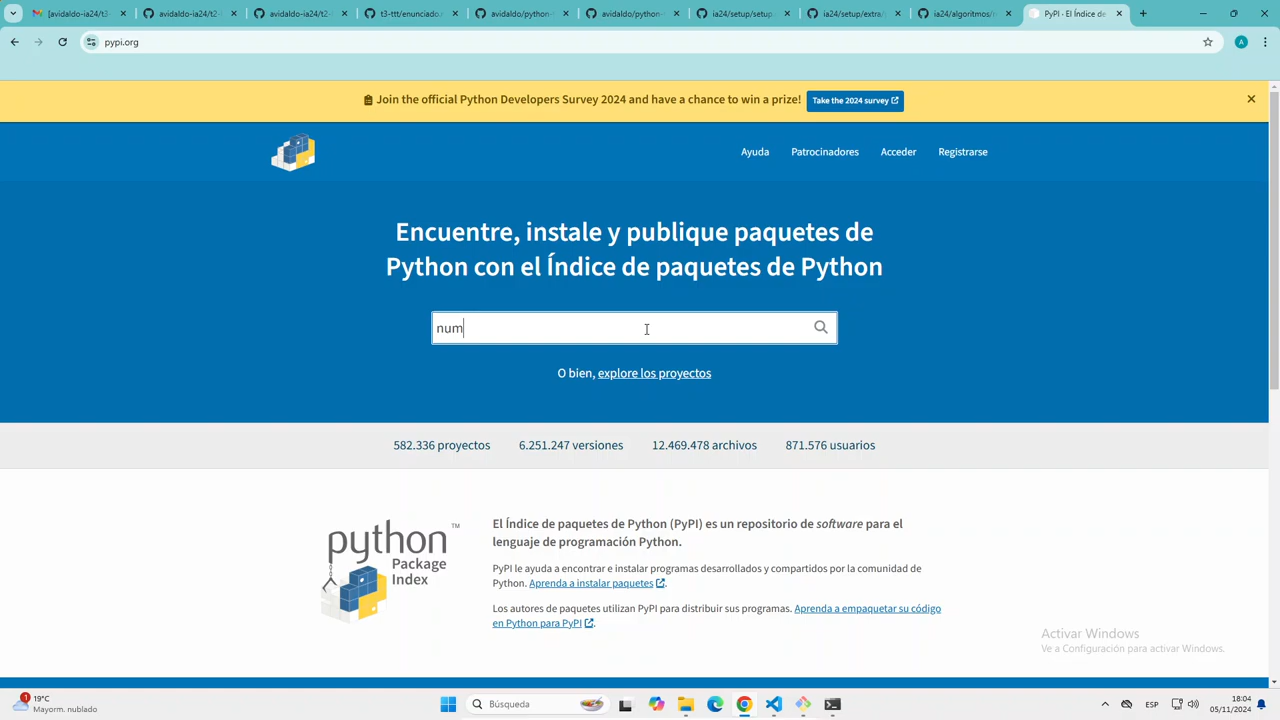 [avidaldo-ia24/t3
avidaldo-ia24/t2-
avidaldo-ia24/t2-
t3-ttt/enunciado.
avidaldo/python-
avidaldo/python-
ia24/setup/setup
ia24/setup/extra/
ia24/algoritmos/
PyPI · El Índice de
pypi.org
A
Join the official Python Developers Survey 2024 and have a chance to win a prize! Take the 2024 survey
Ayuda Patrocinadores Acceder Registrarse
Encuentre, instale y publique paquetes de
Python con el Índice de paquetes de Python
num
O bien, explore los proyectos
582.336 proyectos 6.251.247 versiones 12.469.478 archivos 871.576 usuarios
python™
Package
Index
El Índice de paquetes de Python (PyPI) es un repositorio de software para el
lenguaje de programación Python.
PyPI le ayuda a encontrar e instalar programas desarrollados y compartidos por la comunidad de
Python. Aprenda a instalar paquetes.
Los autores de paquetes utilizan PyPI para distribuir sus programas. Aprenda a empaquetar su código
en Python para PyPI.
Activar Windows
Ve a Configuración para activar Windows.
1
19°C
Mayorm. nublado
Búsqueda
ESP
18:04
05/11/2024